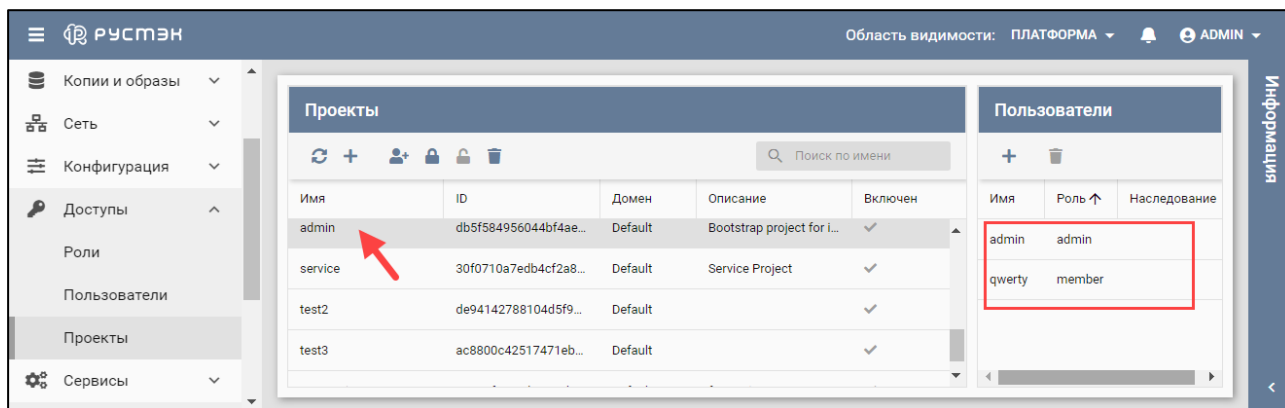 РУСТЭК
Область видимости: ПЛАТФОРМА
ADMIN
Копии и образы
Сеть
Конфигурация
Доступы
Роли
Пользователи
Проекты
Сервисы
Проекты
Поиск по имени
Имя ID Домен Описание Включен
admin db5f584956044bf4ae... Default Bootstrap project for i...
service 30f0710a7edb4cf2a8... Default Service Project
test2 de94142788104d5f9... Default
test3 ac8800c42517471eb... Default
Пользователи
Имя Роль Наследование
admin admin
qwerty member
Информация